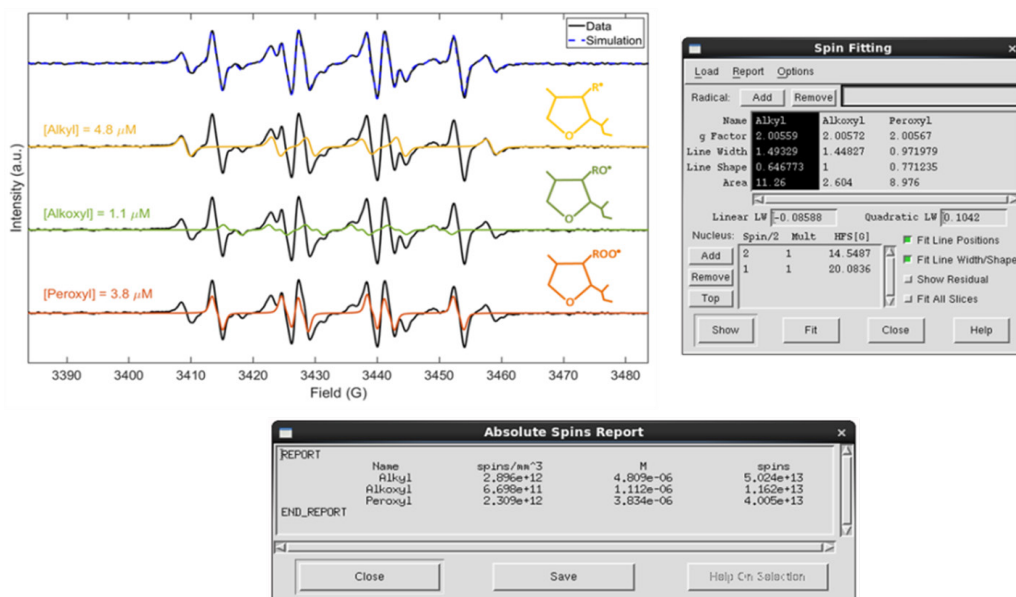 Data
Simulation
R•
[Alkyl] = 4.8 μM
O
RO•
[Alkoxyl] = 1.1 μM
O
ROO•
[Peroxyl] = 3.8 μM
O
Intensity (a.u.)
3390 3400 3410 3420 3430 3440 3450 3460 3470 3480
Field (G)
Spin Fitting ×
Load Report Options
Radical: Add Remove
Name Alkyl Alkoxyl Peroxyl
g Factor 2.00559 2.00572 2.00567
Line Width 1.49329 1.44827 0.971979
Line Shape 0.646773 1 0.771235
Area 11.26 2.604 8.976
Linear LW -0.08588 Quadratic LW 0.1042
Nucleus: Spin/2 Mult HFS[G]
Add 2 1 14.5487
Remove 1 1 20.0836
Top
Fit Line Positions
Fit Line Width/Shape
Show Residual
Fit All Slices
Show Fit Close Help
Absolute Spins Report ×
REPORT
Name spins/mm^3 M spins
Alkyl 2.896e+12 4.809e-06 5.024e+13
Alkoxyl 6.698e+11 1.112e-06 1.162e+13
Peroxyl 2.309e+12 3.834e-06 4.005e+13
END_REPORT
Close Save Help On Selection